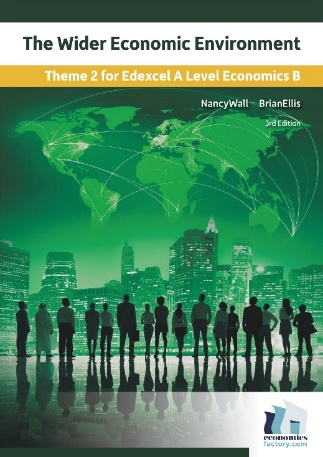 The Wider Economic Environment
Theme 2 for Edexcel A Level Economics B
NancyWall BrianEllis
3rd Edition
economics
factory.com